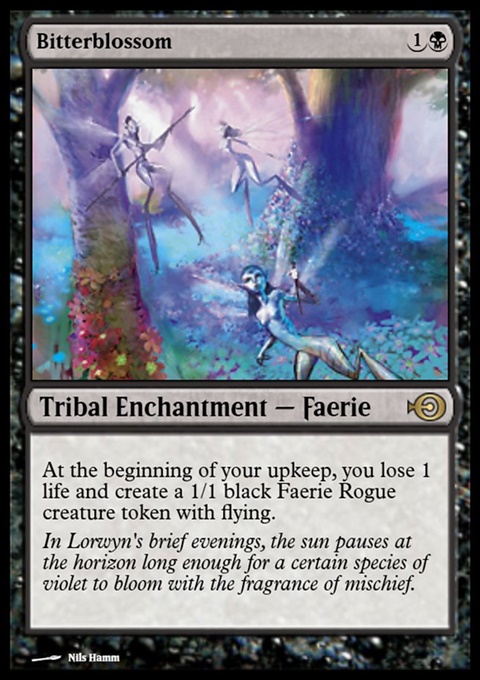 Bitterblossom 1
Tribal Enchantment — Faerie
At the beginning of your upkeep, you lose 1
life and create a 1/1 black Faerie Rogue
creature token with flying.
In Lorwyn's brief evenings, the sun pauses at
the horizon long enough for a certain species of
violet to bloom with the fragrance of mischief.
Nils Hamm